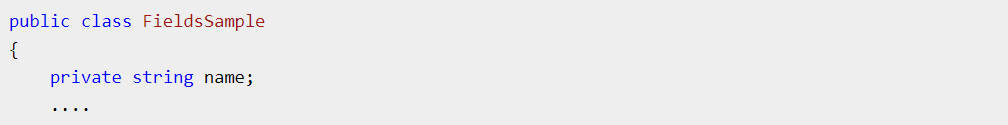 public class FieldsSample
{
    private string name;
    ....